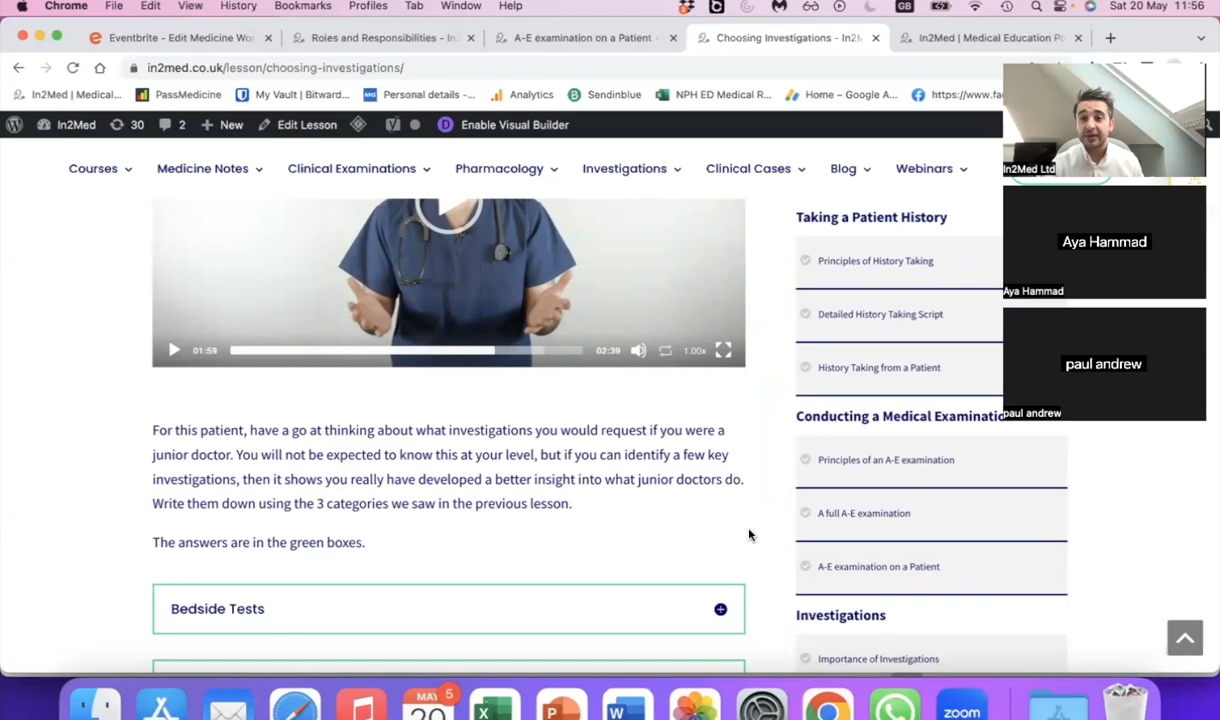 Chrome File Edit View History Bookmarks Profiles Tab Window Help GB Sat 20 May 11:56
Eventbrite - Edit Medicine Wo Roles and Responsibilities - In A-E examination on a Patient - Choosing Investigations - In2M In2Med | Medical Education Po
in2med.co.uk/lesson/choosing-investigations/
In2Med | Medical... PassMedicine My Vault | Bitward... Personal details -... Analytics Sendinblue NPH ED Medical R... Home – Google A... https://www.fac
In2Med 30 2 New Edit Lesson Enable Visual Builder
Courses Medicine Notes Clinical Examinations Pharmacology Investigations Clinical Cases Blog Webinars
In2Med Ltd
Aya Hammad
Aya Hammad
paul andrew
paul andrew
01:59 02:39 1.00x
For this patient, have a go at thinking about what investigations you would request if you were a
junior doctor. You will not be expected to know this at your level, but if you can identify a few key
investigations, then it shows you really have developed a better insight into what junior doctors do.
Write them down using the 3 categories we saw in the previous lesson.
The answers are in the green boxes.
Bedside Tests
Taking a Patient History
Principles of History Taking
Detailed History Taking Script
History Taking from a Patient
Conducting a Medical Examinatio
Principles of an A-E examination
A full A-E examination
A-E examination on a Patient
Investigations
Importance of Investigations
MAY 5
20
zoom